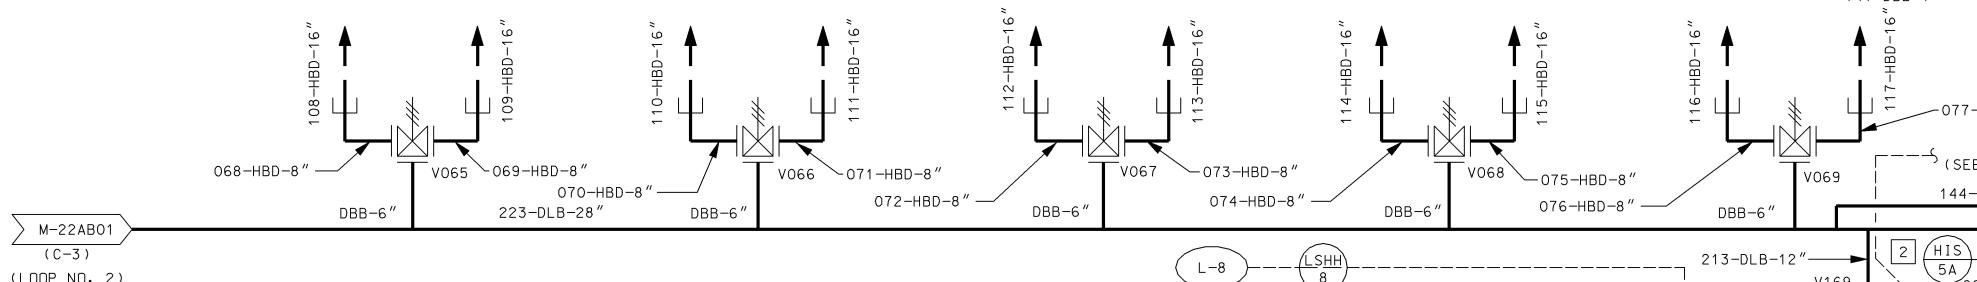 108-HBD-16"
109-HBD-16"
110-HBD-16"
111-HBD-16"
112-HBD-16"
113-HBD-16"
114-HBD-16"
115-HBD-16"
116-HBD-16"
117-HBD-16"
077-
068-HBD-8"
V065
069-HBD-8"
070-HBD-8"
V066
071-HBD-8"
072-HBD-8"
V067
073-HBD-8"
074-HBD-8"
V068
075-HBD-8"
076-HBD-8"
V069
(SEE
144-
DBB-6"
223-DLB-28"
DBB-6"
DBB-6"
DBB-6"
DBB-6"
M-22AB01
(C-3)
(LOOP NO. 2)
L-8
LSHH
8
213-DLB-12"
2
HIS
5A
V169